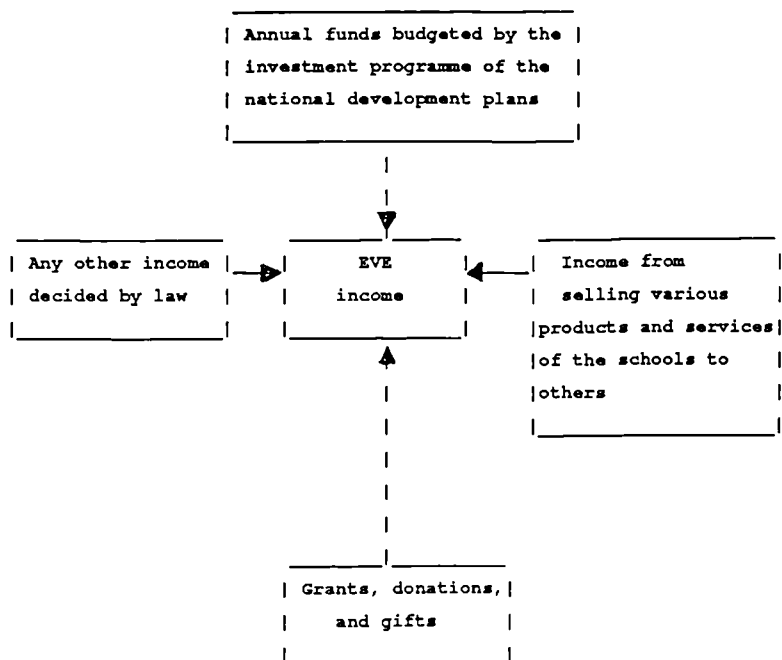 Annual funds budgeted by the
investment programme of the
national development plans
Any other income
decided by law
EVE
income
Income from
selling various
products and services
of the schools to
others
Grants, donations,
and gifts